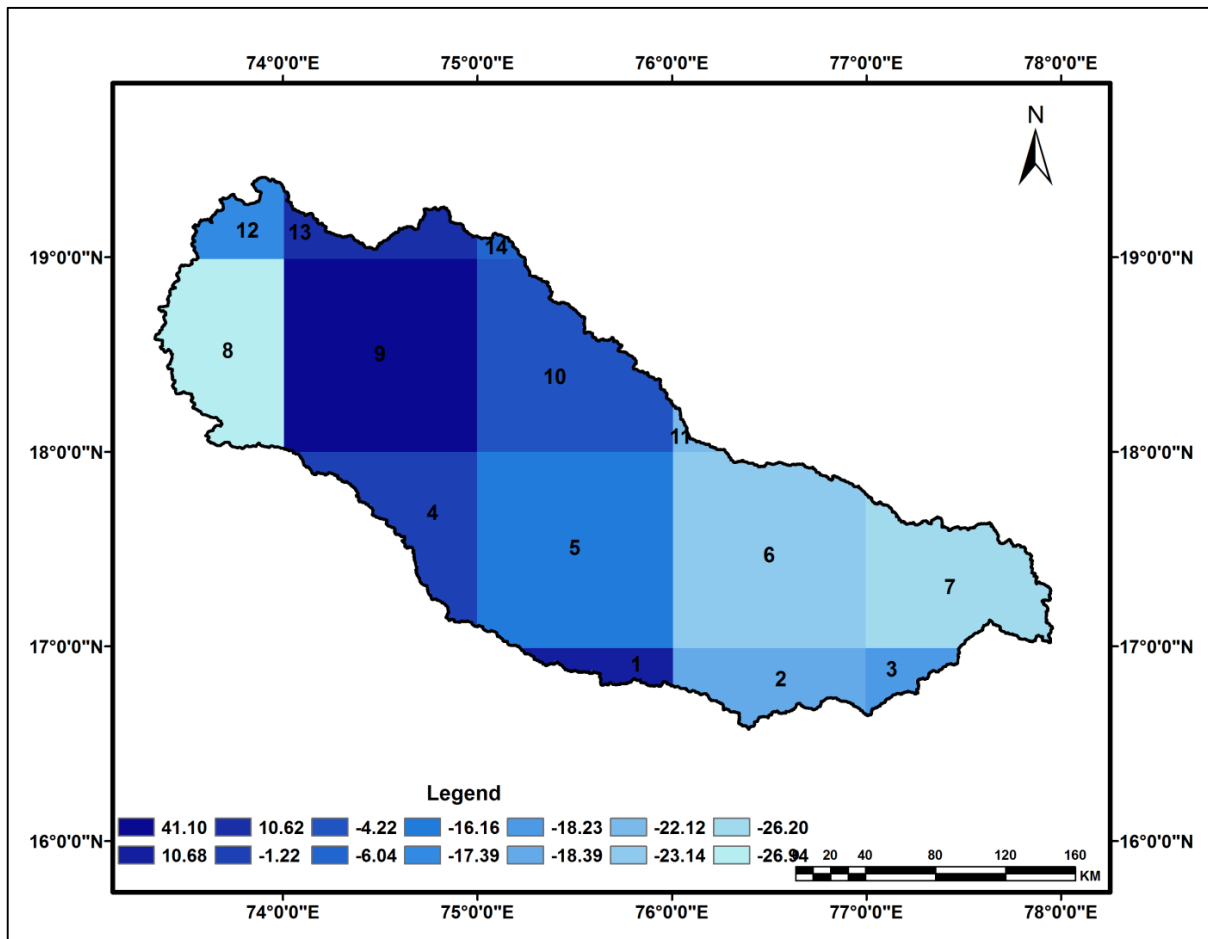 74°0'0"E 75°0'0"E 76°0'0"E 77°0'0"E 78°0'0"E
N
12 13 14
19°0'0"N 19°0'0"N
8 9 10
11
18°0'0"N 18°0'0"N
4 5 6 7
17°0'0"N 17°0'0"N
1 2 3
Legend
16°0'0"N 16°0'0"N
41.10 10.62 -4.22 -16.16 -18.23 -22.12 -26.20
10.68 -1.22 -6.04 -17.39 -18.39 -23.14 -26.94
0 20 40 80 120 160
KM
74°0'0"E 75°0'0"E 76°0'0"E 77°0'0"E 78°0'0"E